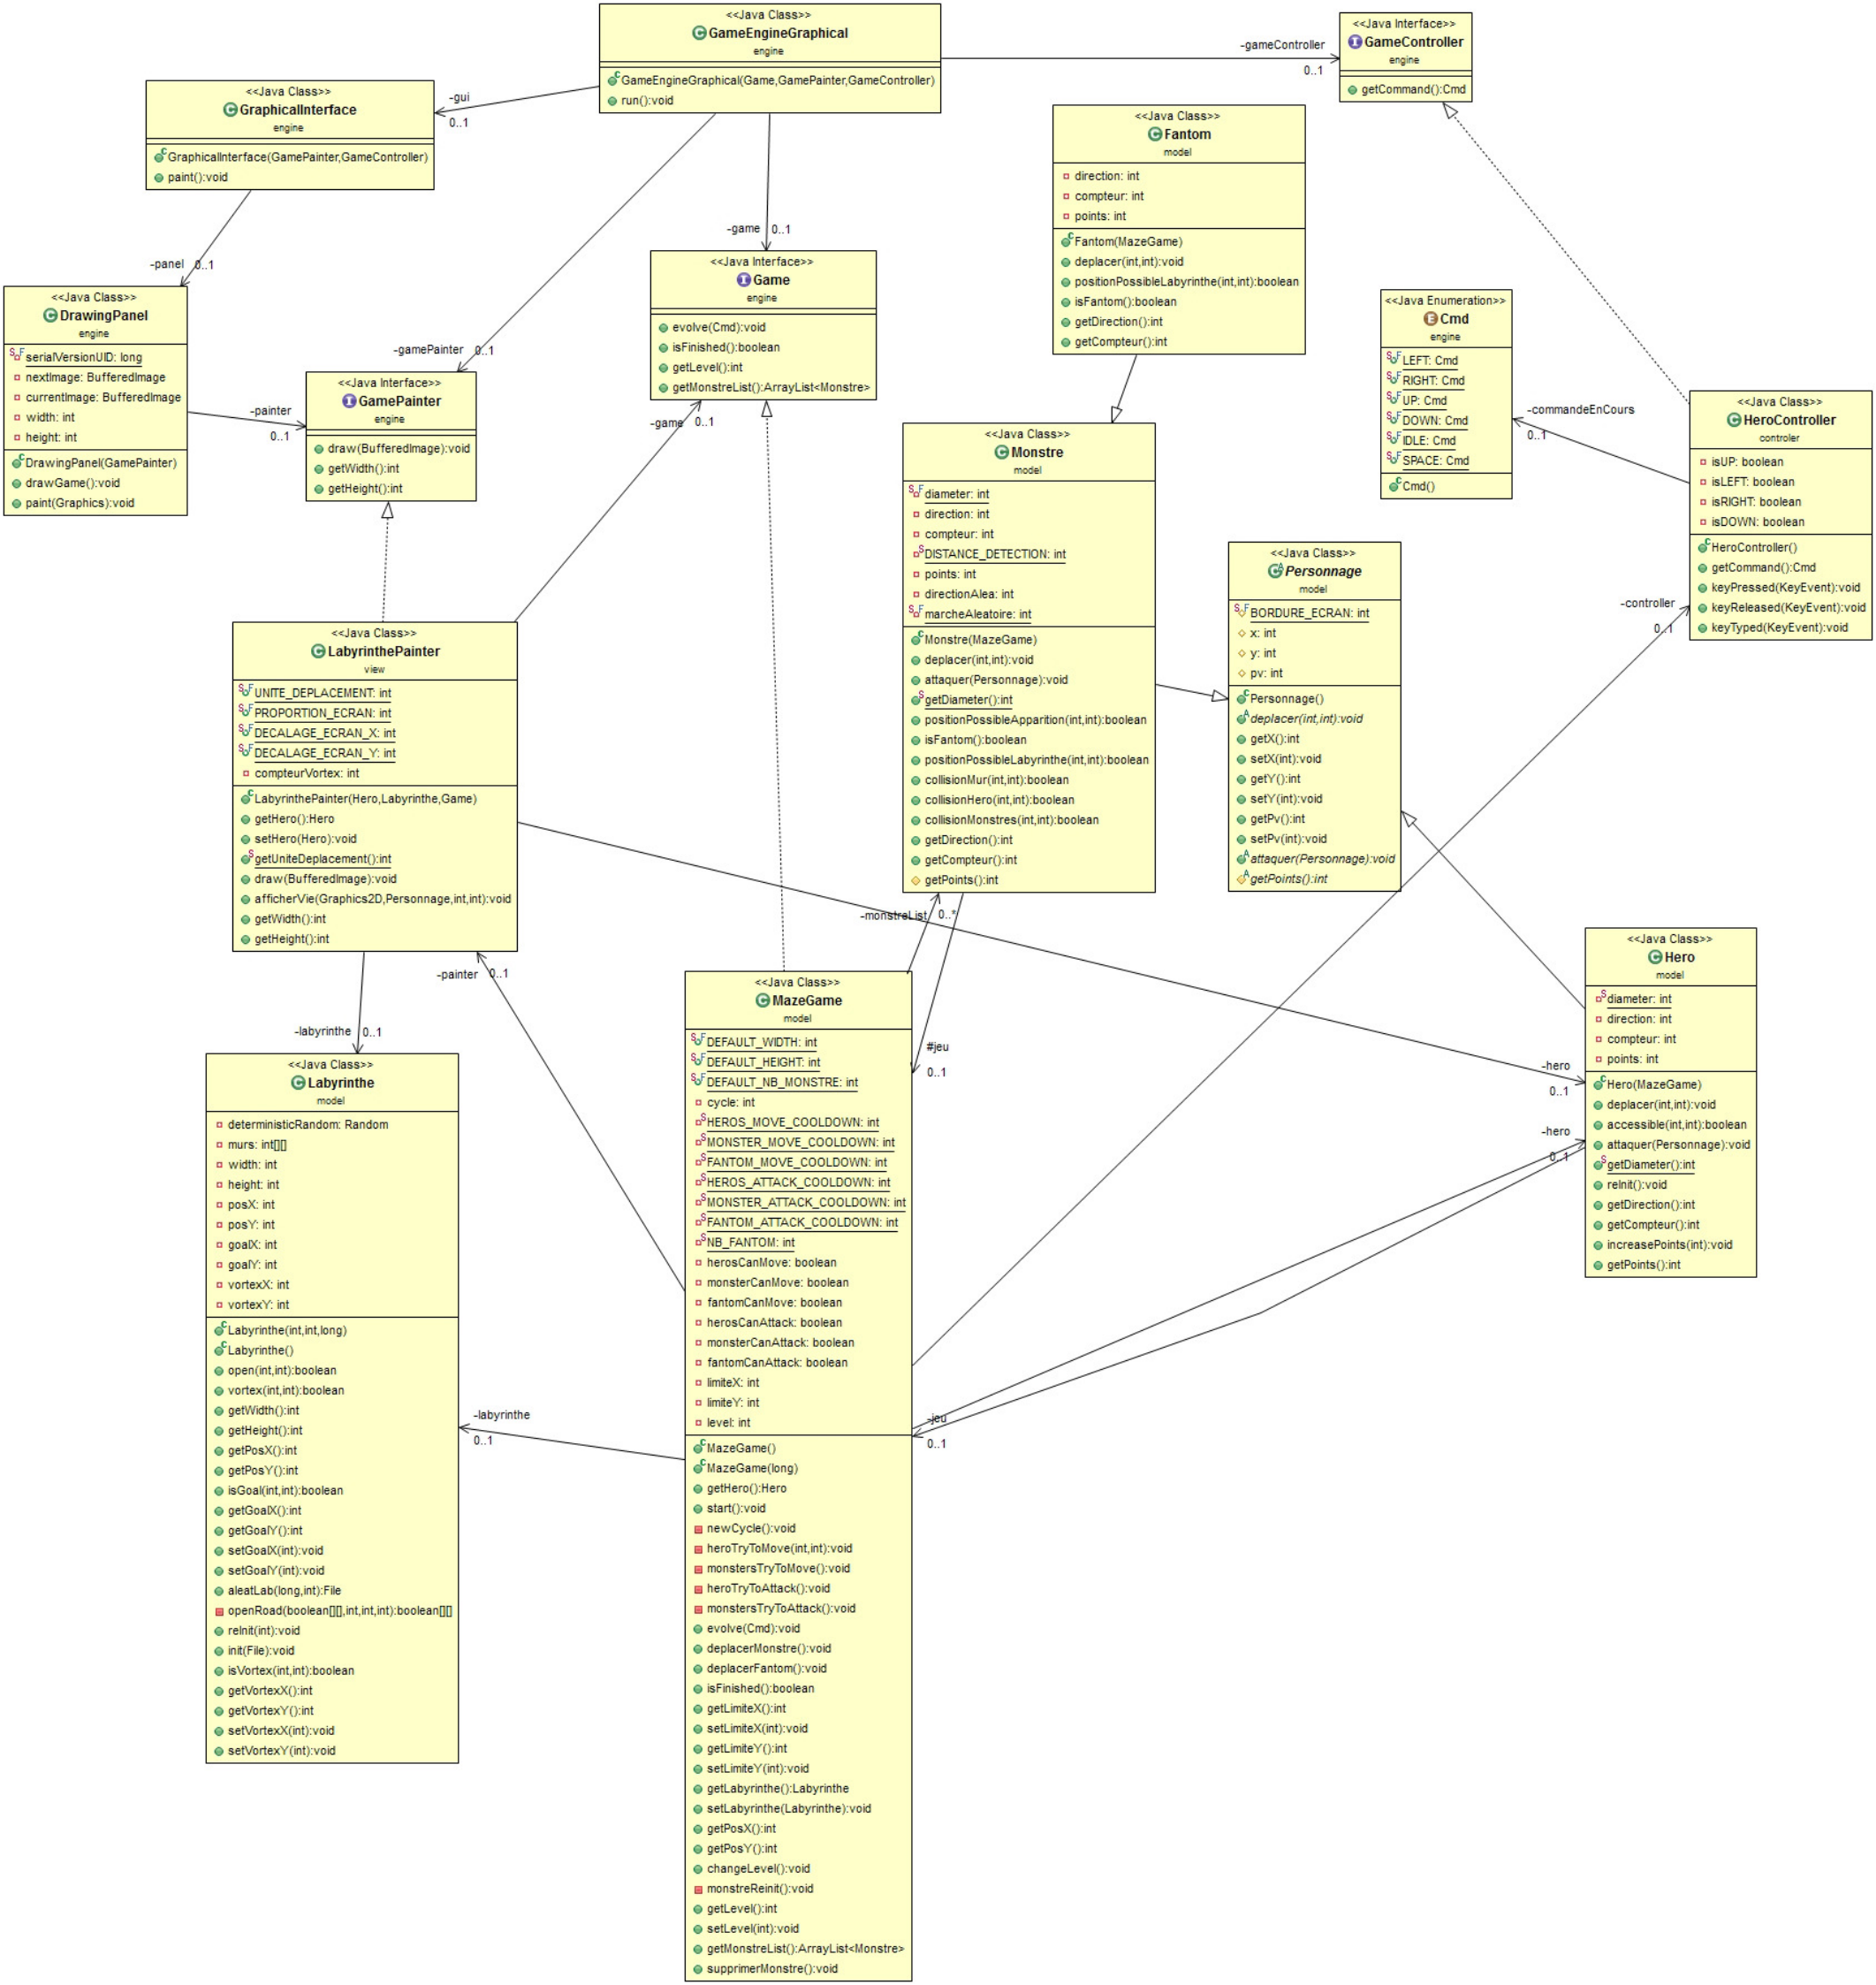 <<Java Class>>
GameEngineGraphical
engine
GameEngineGraphical(Game,GamePainter,GameController)
run():void
-gameController
0..1
<<Java Interface>>
GameController
engine
getCommand():Cmd
-gui
0..1
<<Java Class>>
GraphicalInterface
engine
GraphicalInterface(GamePainter,GameController)
paint():void
-panel
0..1
<<Java Class>>
DrawingPanel
engine
serialVersionUID: long
nextImage: BufferedImage
currentImage: BufferedImage
width: int
height: int
DrawingPanel(GamePainter)
drawGame():void
paint(Graphics):void
-painter
0..1
-gamePainter
0..1
<<Java Interface>>
GamePainter
engine
draw(BufferedImage):void
getWidth():int
getHeight():int
-game
0..1
<<Java Interface>>
Game
engine
evolve(Cmd):void
isFinished():boolean
getLevel():int
getMonstreList():ArrayList<Monstre>
-game
0..1
<<Java Class>>
Fantom
model
direction: int
compteur: int
points: int
Fantom(MazeGame)
deplacer(int,int):void
positionPossibleLabyrinthe(int,int):boolean
isFantom():boolean
getDirection():int
getCompteur():int
<<Java Enumeration>>
Cmd
engine
LEFT: Cmd
RIGHT: Cmd
UP: Cmd
DOWN: Cmd
IDLE: Cmd
SPACE: Cmd
Cmd()
-commandeEnCours
0..1
<<Java Class>>
HeroController
controler
isUP: boolean
isLEFT: boolean
isRIGHT: boolean
isDOWN: boolean
HeroController()
getCommand():Cmd
keyPressed(KeyEvent):void
keyReleased(KeyEvent):void
keyTyped(KeyEvent):void
-controller
0..1
<<Java Class>>
Monstre
model
diameter: int
direction: int
compteur: int
DISTANCE_DETECTION: int
points: int
directionAlea: int
marcheAleatoire: int
Monstre(MazeGame)
deplacer(int,int):void
attaquer(Personnage):void
getDiameter():int
positionPossibleApparition(int,int):boolean
isFantom():boolean
positionPossibleLabyrinthe(int,int):boolean
collisionMur(int,int):boolean
collisionHero(int,int):boolean
collisionMonstres(int,int):boolean
getDirection():int
getCompteur():int
getPoints():int
<<Java Class>>
Personnage
model
BORDURE_ECRAN: int
x: int
y: int
pv: int
Personnage()
deplacer(int,int):void
getX():int
setX(int):void
getY():int
setY(int):void
getPv():int
setPv(int):void
attaquer(Personnage):void
getPoints():int
<<Java Class>>
LabyrinthePainter
view
UNITE_DEPLACEMENT: int
PROPORTION_ECRAN: int
DECALAGE_ECRAN_X: int
DECALAGE_ECRAN_Y: int
compteurVortex: int
LabyrinthePainter(Hero,Labyrinthe,Game)
getHero():Hero
setHero(Hero):void
getUniteDeplacement():int
draw(BufferedImage):void
afficherVie(Graphics2D,Personnage,int,int):void
getWidth():int
getHeight():int
-monstreList
0..*
-painter
0..1
-labyrinthe
0..1
#jeu
0..1
<<Java Class>>
Hero
model
diameter: int
direction: int
compteur: int
points: int
Hero(MazeGame)
deplacer(int,int):void
accessible(int,int):boolean
attaquer(Personnage):void
getDiameter():int
reInit():void
getDirection():int
getCompteur():int
increasePoints(int):void
getPoints():int
-hero
0..1
-hero
0..1
<<Java Class>>
Labyrinthe
model
deterministicRandom: Random
murs: int[][]
width: int
height: int
posX: int
posY: int
goalX: int
goalY: int
vortexX: int
vortexY: int
Labyrinthe(int,int,long)
Labyrinthe()
open(int,int):boolean
vortex(int,int):boolean
getWidth():int
getHeight():int
getPosX():int
getPosY():int
isGoal(int,int):boolean
getGoalX():int
getGoalY():int
setGoalX(int):void
setGoalY(int):void
aleatLab(long,int):File
openRoad(boolean[][],int,int,int):boolean[][]
reInit(int):void
init(File):void
isVortex(int,int):boolean
getVortexX():int
getVortexY():int
setVortexX(int):void
setVortexY(int):void
-labyrinthe
0..1
<<Java Class>>
MazeGame
model
DEFAULT_WIDTH: int
DEFAULT_HEIGHT: int
DEFAULT_NB_MONSTRE: int
cycle: int
HEROS_MOVE_COOLDOWN: int
MONSTER_MOVE_COOLDOWN: int
FANTOM_MOVE_COOLDOWN: int
HEROS_ATTACK_COOLDOWN: int
MONSTER_ATTACK_COOLDOWN: int
FANTOM_ATTACK_COOLDOWN: int
NB_FANTOM: int
herosCanMove: boolean
monsterCanMove: boolean
fantomCanMove: boolean
herosCanAttack: boolean
monsterCanAttack: boolean
fantomCanAttack: boolean
limiteX: int
limiteY: int
level: int
MazeGame()
MazeGame(long)
getHero():Hero
start():void
newCycle():void
heroTryToMove(int,int):void
monstersTryToMove():void
heroTryToAttack():void
monstersTryToAttack():void
evolve(Cmd):void
deplacerMonstre():void
deplacerFantom():void
isFinished():boolean
getLimiteX():int
setLimiteX(int):void
getLimiteY():int
setLimiteY(int):void
getLabyrinthe():Labyrinthe
setLabyrinthe(Labyrinthe):void
getPosX():int
getPosY():int
changeLevel():void
monstreReinit():void
getLevel():int
setLevel(int):void
getMonstreList():ArrayList<Monstre>
supprimerMonstre():void
-jeu
0..1